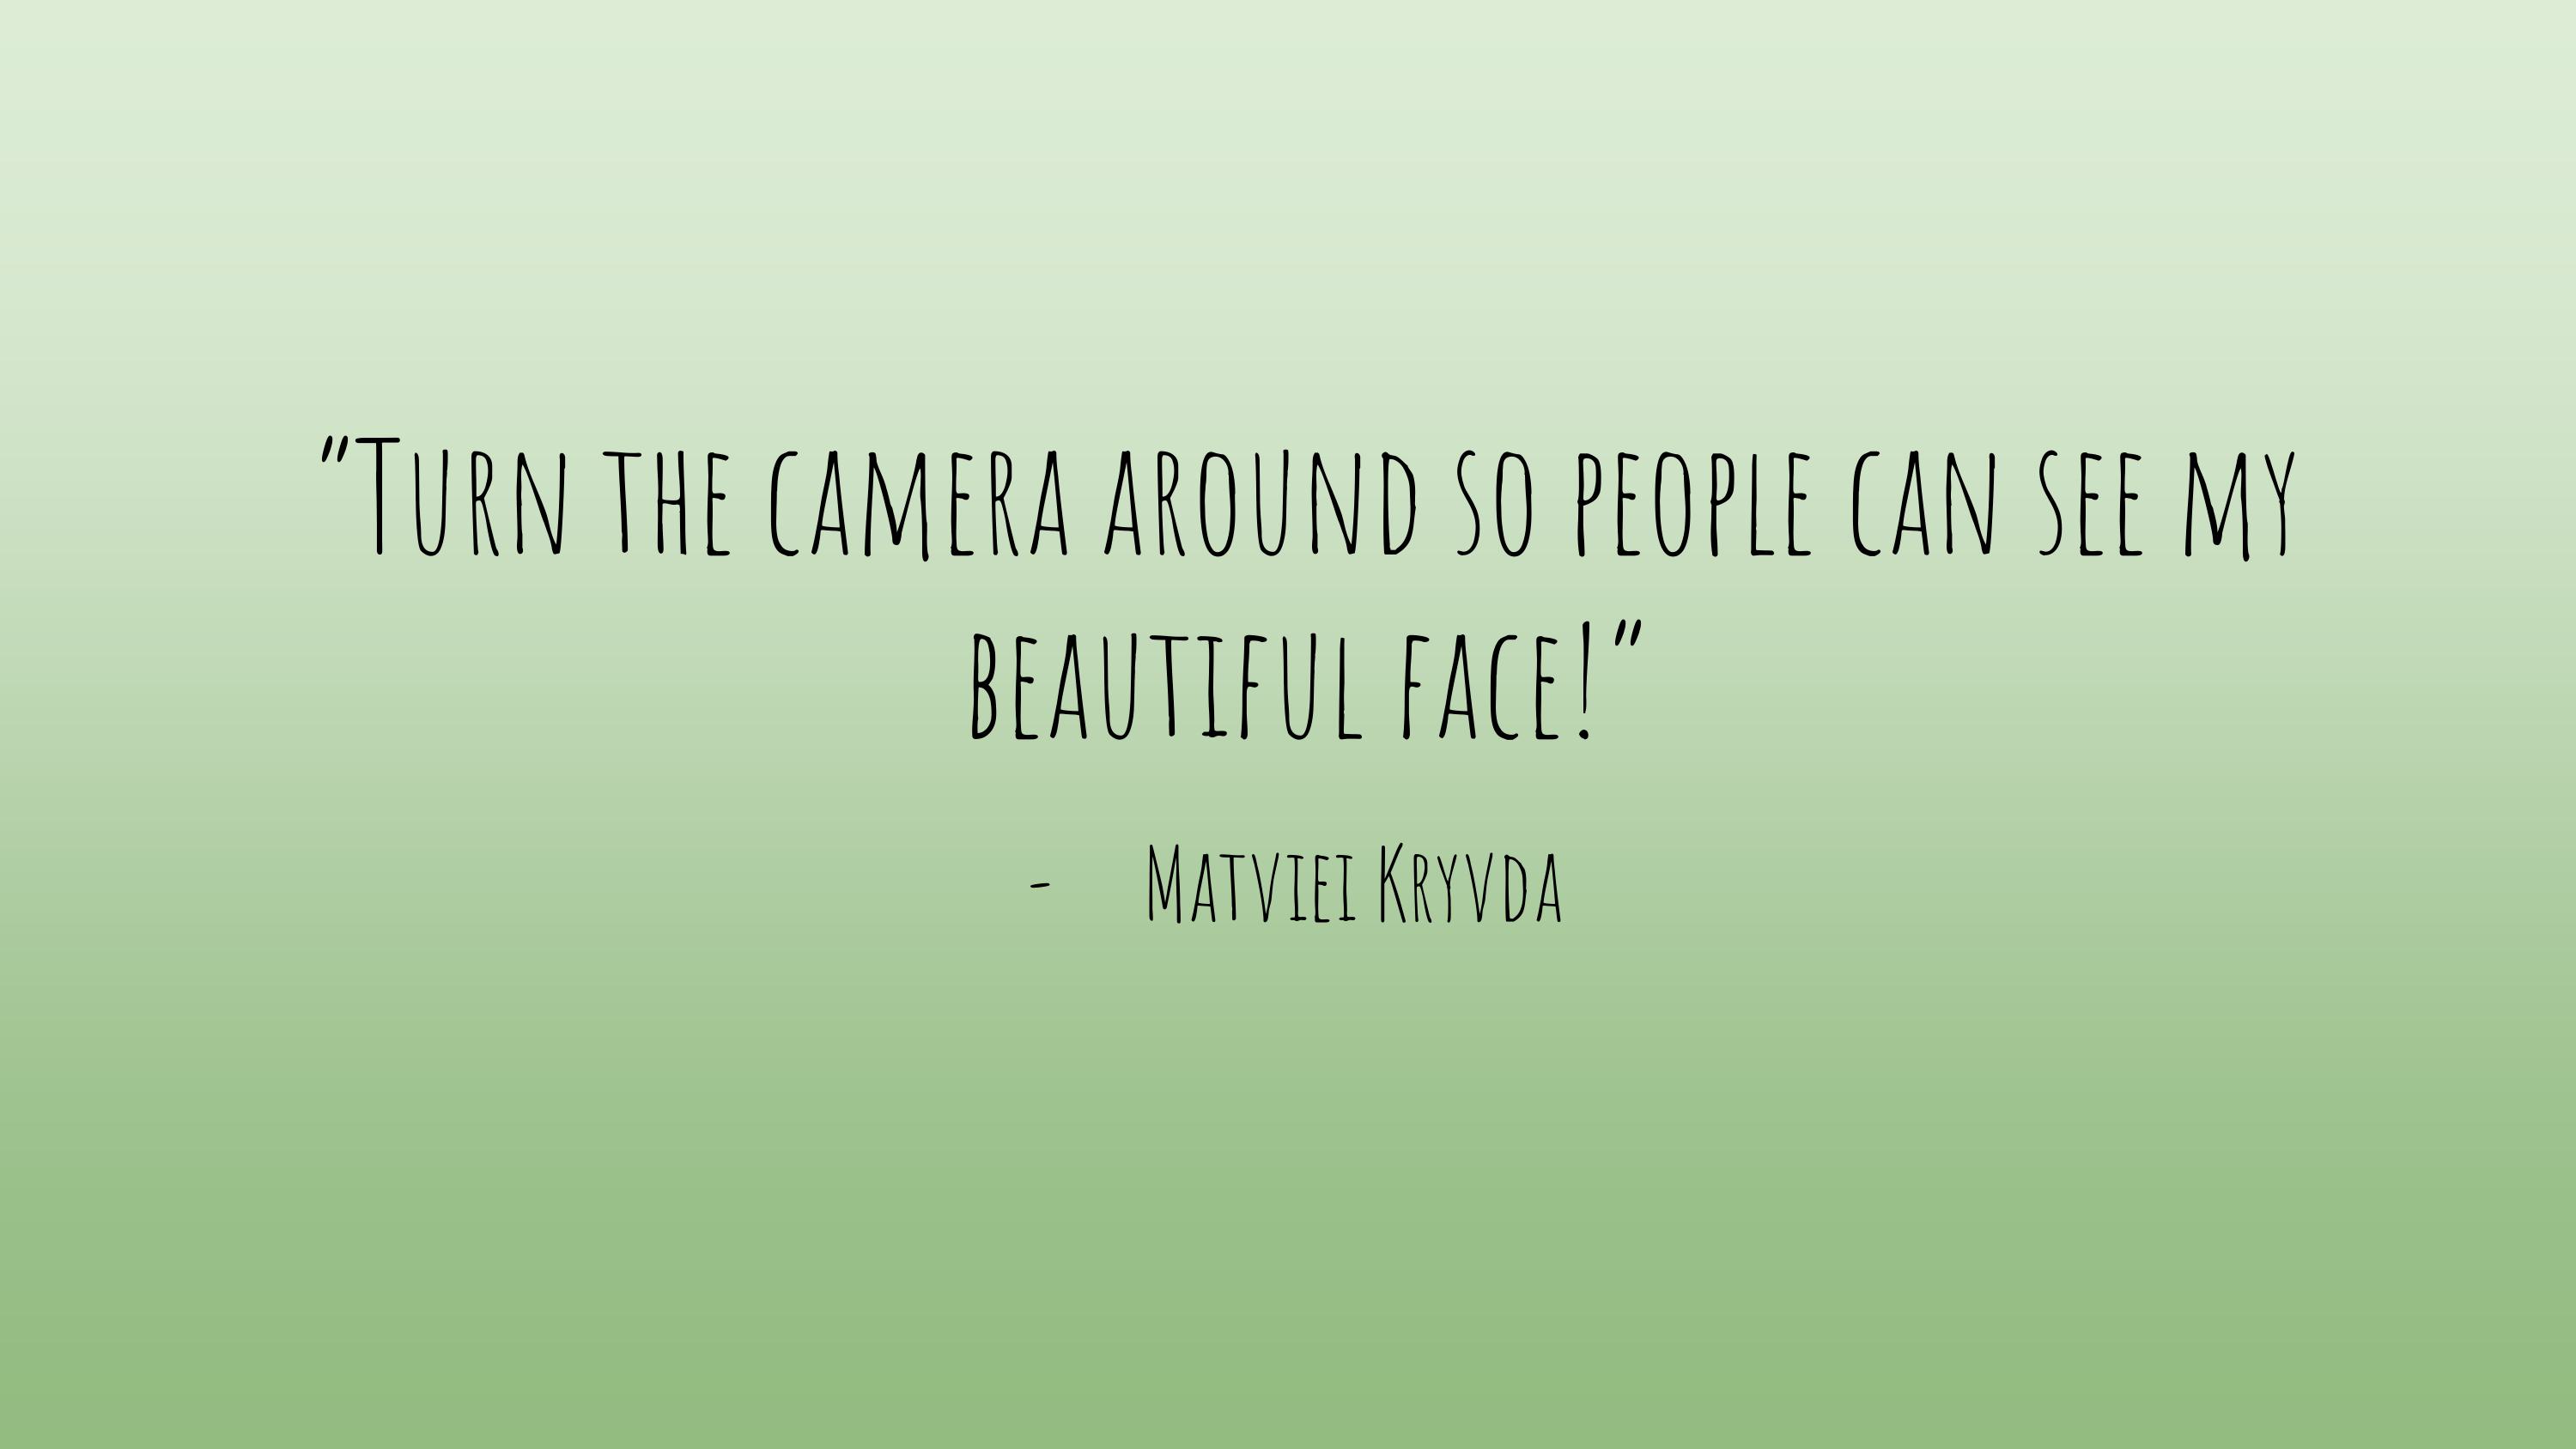 "Turn the camera around so people can see my
beautiful face!"
- Matviei Kryvda